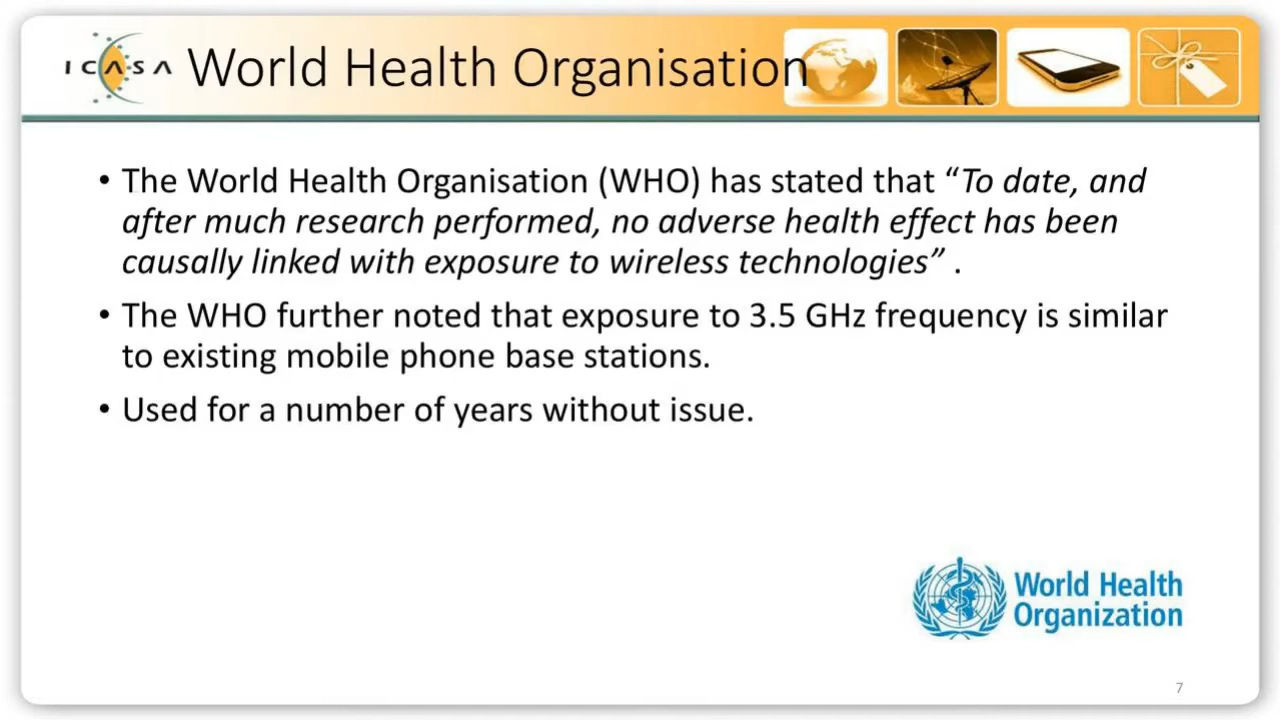 ICASA World Health Organisation
• The World Health Organisation (WHO) has stated that “To date, and
after much research performed, no adverse health effect has been
causally linked with exposure to wireless technologies” .
• The WHO further noted that exposure to 3.5 GHz frequency is similar
to existing mobile phone base stations.
• Used for a number of years without issue.
World Health
Organization
7